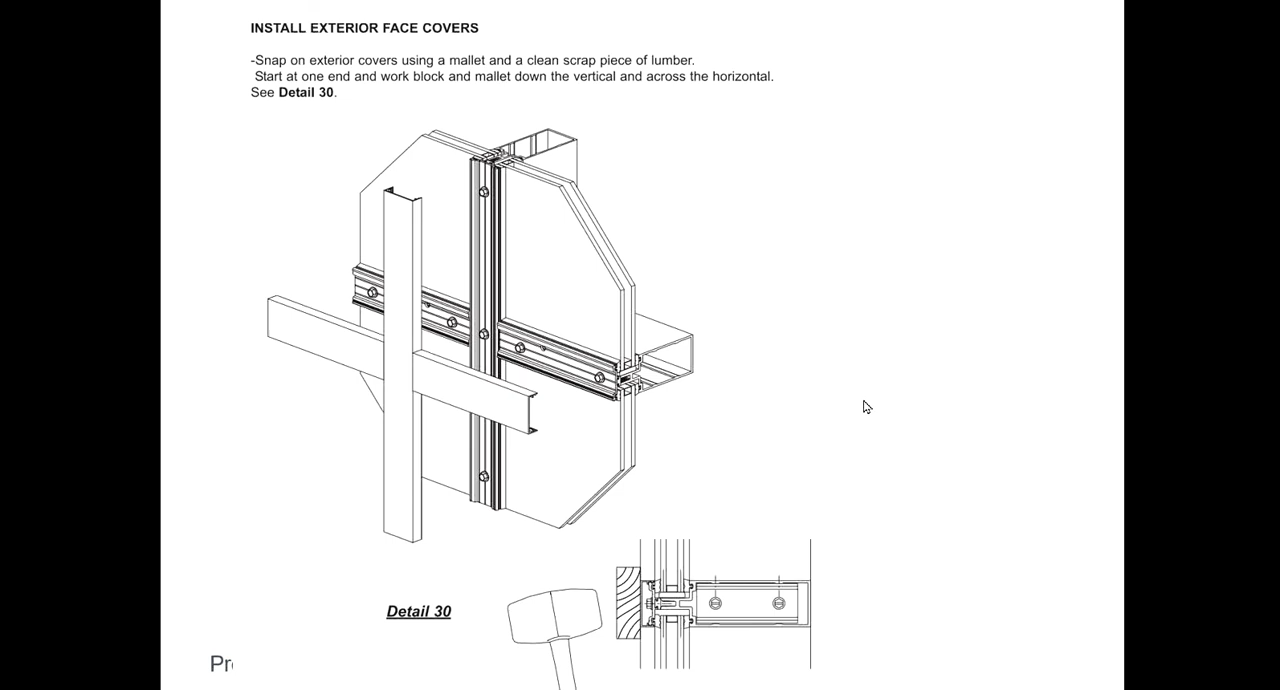 INSTALL EXTERIOR FACE COVERS
-Snap on exterior covers using a mallet and a clean scrap piece of lumber.
Start at one end and work block and mallet down the vertical and across the horizontal.
See Detail 30.
Detail 30